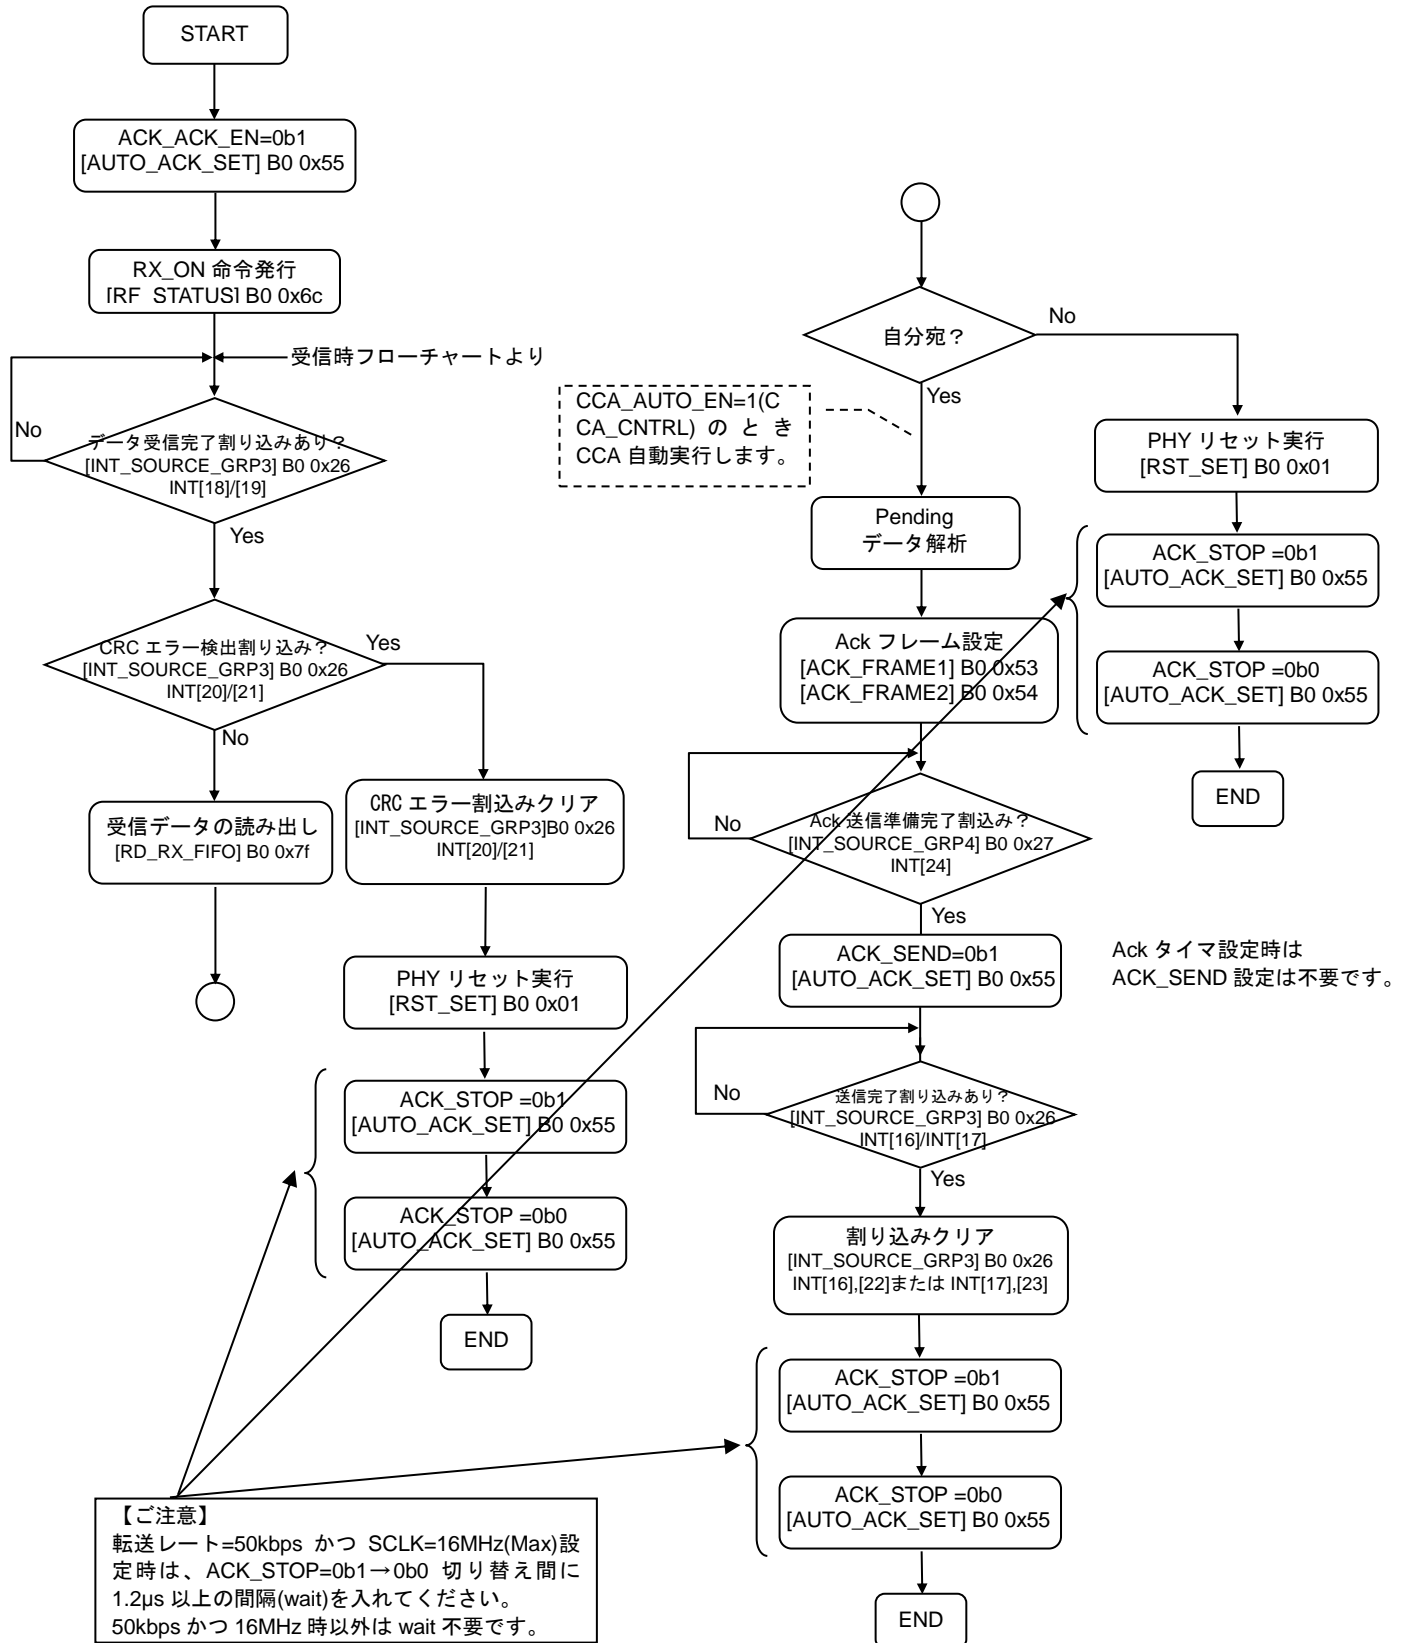 START
ACK_ACK_EN=0b1
[AUTO_ACK_SET] B0 0x55
RX_ON 命令発行
[RF_STATUS] B0 0x6c
受信時フローチャートより
No
データ受信完了割り込みあり?
[INT_SOURCE_GRP3] B0 0x26
INT[18]/[19]
Yes
CRC エラー検出割り込み?
[INT_SOURCE_GRP3] B0 0x26
INT[20]/[21]
Yes
No
受信データの読み出し
[RD_RX_FIFO] B0 0x7f
CRC エラー割込みクリア
[INT_SOURCE_GRP3]B0 0x26
INT[20]/[21]
PHY リセット実行
[RST_SET] B0 0x01
ACK_STOP =0b1
[AUTO_ACK_SET] B0 0x55
ACK_STOP =0b0
[AUTO_ACK_SET] B0 0x55
END
自分宛?
No
Yes
CCA_AUTO_EN=1(C
CA_CNTRL) の と き
CCA 自動実行します。
Pending
データ解析
Ack フレーム設定
[ACK_FRAME1] B0 0x53
[ACK_FRAME2] B0 0x54
No
Ack 送信準備完了割込み?
[INT_SOURCE_GRP4] B0 0x27
INT[24]
Yes
ACK_SEND=0b1
[AUTO_ACK_SET] B0 0x55
Ack タイマ設定時は
ACK_SEND 設定は不要です。
No
送信完了割り込みあり?
[INT_SOURCE_GRP3] B0 0x26
INT[16]/INT[17]
Yes
割り込みクリア
[INT_SOURCE_GRP3] B0 0x26
INT[16],[22]または INT[17],[23]
ACK_STOP =0b1
[AUTO_ACK_SET] B0 0x55
ACK_STOP =0b0
[AUTO_ACK_SET] B0 0x55
END
PHY リセット実行
[RST_SET] B0 0x01
ACK_STOP =0b1
[AUTO_ACK_SET] B0 0x55
ACK_STOP =0b0
[AUTO_ACK_SET] B0 0x55
END
【ご注意】
転送レート=50kbps かつ SCLK=16MHz(Max)設
定時は、ACK_STOP=0b1→0b0 切り替え間に
1.2μs 以上の間隔(wait)を入れてください。
50kbps かつ 16MHz 時以外は wait 不要です。